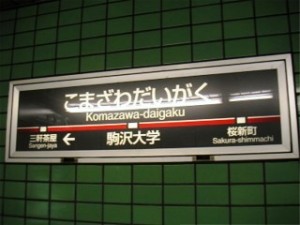 こまざわだいがく
Komazawa-daigaku
三軒茶屋
Sangen-jaya
←
駒沢大学
桜新町
Sakura-shimmachi